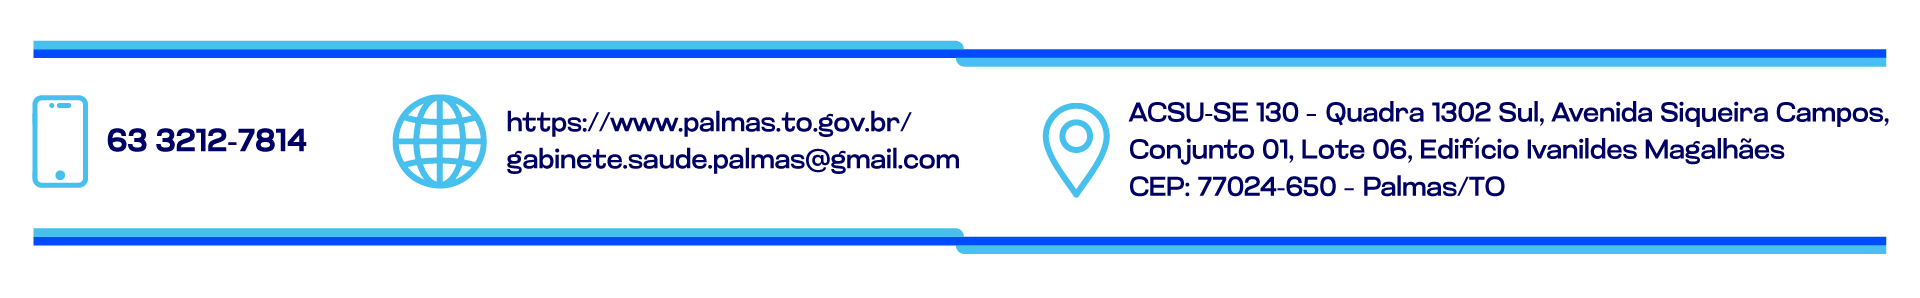 63 3212-7814
https://www.palmas.to.gov.br/
gabinete.saude.palmas@gmail.com
ACSU-SE 130 - Quadra 1302 Sul, Avenida Siqueira Campos,
Conjunto 01, Lote 06, Edifício Ivanildes Magalhães
CEP: 77024-650 - Palmas/TO